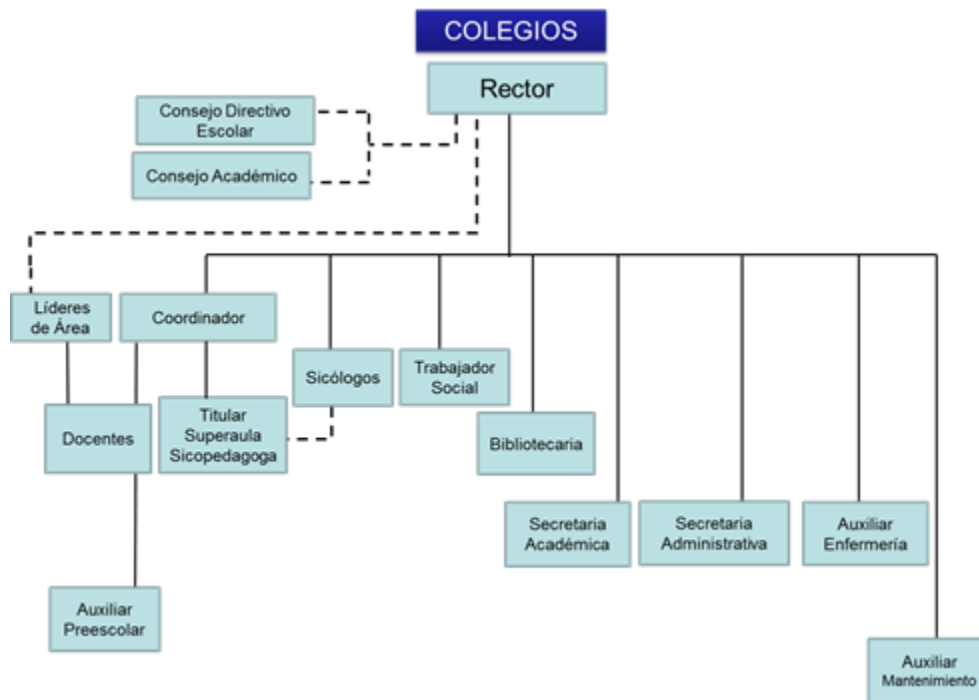 COLEGIOS
Rector
Consejo Directivo
Escolar
Consejo Académico
Líderes
de Área
Coordinador
Sicólogos
Trabajador
Social
Docentes
Titular
Superaula
Sicopedagoga
Bibliotecaria
Secretaria
Académica
Secretaria
Administrativa
Auxiliar
Enfermería
Auxiliar
Preescolar
Auxiliar
Mantenimiento